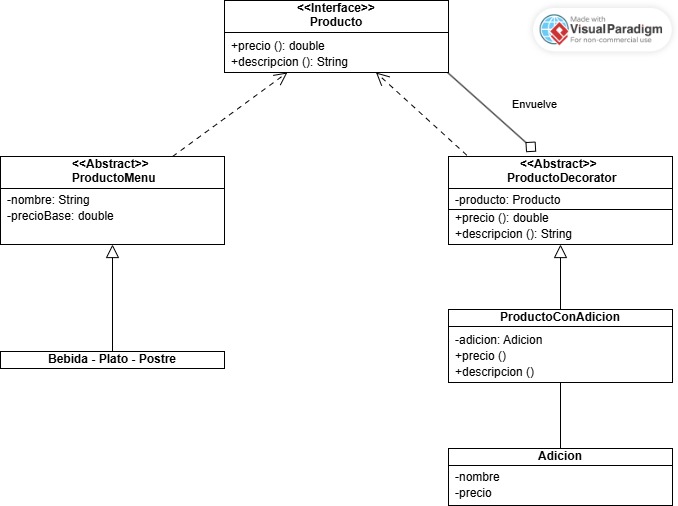 <<Interface>>
Producto
+precio (): double
+descripcion (): String
Made with
VisualParadigm
For non-commercial use
Envuelve
<<Abstract>>
ProductoMenu
-nombre: String
-precioBase: double
<<Abstract>>
ProductoDecorator
-producto: Producto
+precio (): double
+descripcion (): String
ProductoConAdicion
-adicion: Adicion
+precio ()
+descripcion ()
Bebida - Plato - Postre
Adicion
-nombre
-precio